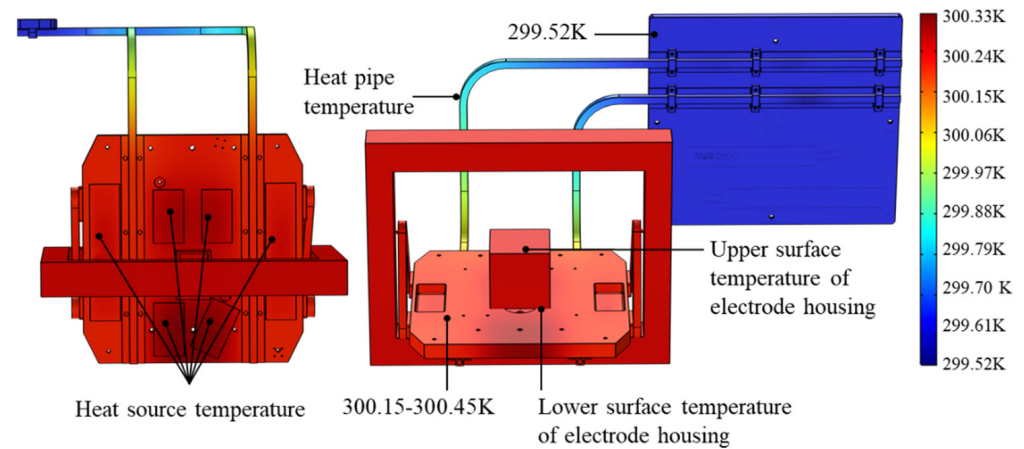 299.52K
Heat pipe
temperature
Upper surface
temperature of
electrode housing
Heat source temperature
300.15-300.45K
Lower surface temperature
of electrode housing
300.33K
300.24K
300.15K
300.06K
299.97K
299.88K
299.79K
299.70 K
299.61K
299.52K